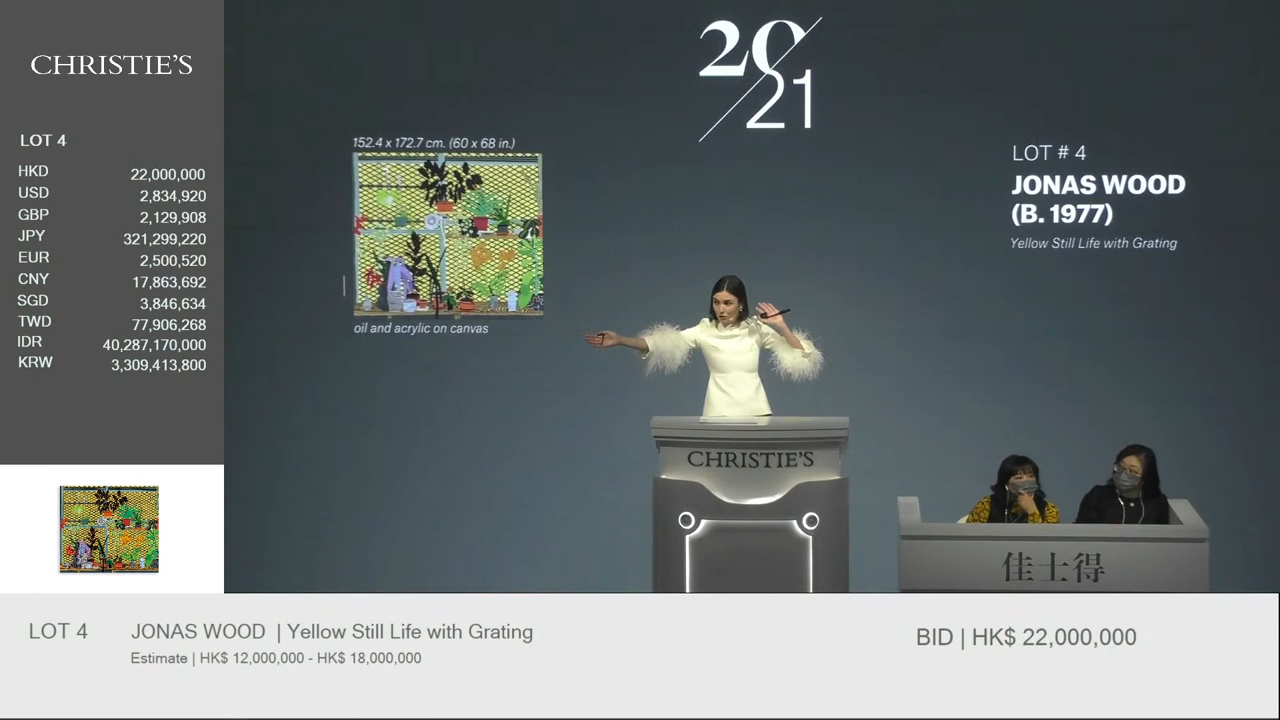 CHRISTIE'S
LOT 4
HKD 22,000,000
USD 2,834,920
GBP 2,129,908
JPY 321,299,220
EUR 2,500,520
CNY 17,863,692
SGD 3,846,634
TWD 77,906,268
IDR 40,287,170,000
KRW 3,309,413,800
20/21
152.4 x 172.7 cm. (60 x 68 in.)
oil and acrylic on canvas
LOT # 4
JONAS WOOD
(B. 1977)
Yellow Still Life with Grating
CHRISTIE'S
佳士得
LOT 4
JONAS WOOD | Yellow Still Life with Grating
Estimate | HK$ 12,000,000 - HK$ 18,000,000
BID | HK$ 22,000,000